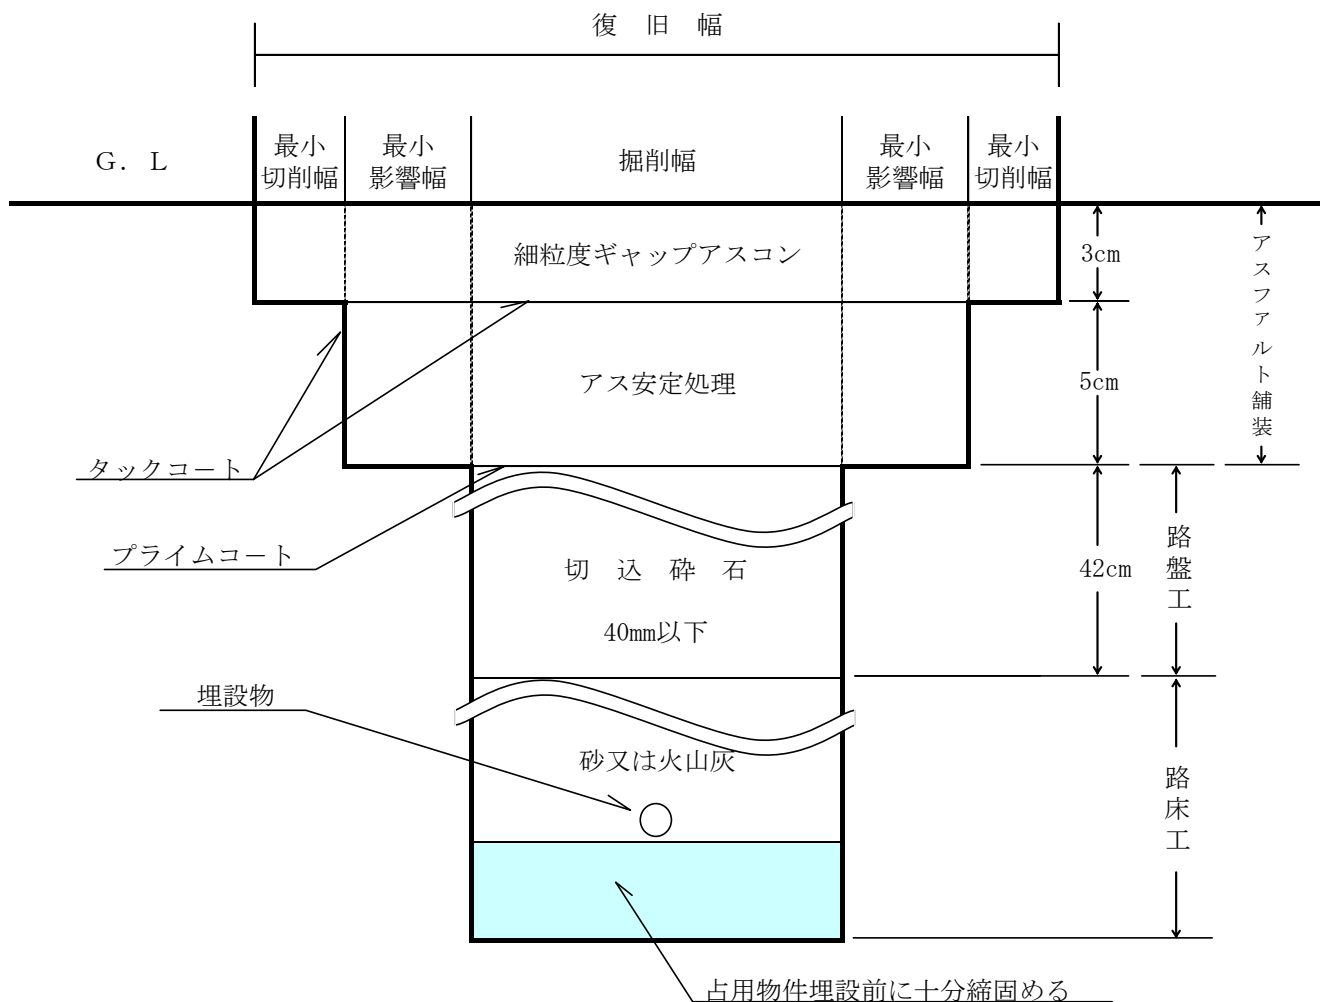 復 旧 幅
G. L
最小
切削幅
最小
影響幅
掘削幅
最小
影響幅
最小
切削幅
細粒度ギャップアスコン
3cm
アスファルト舗装
アス安定処理
5cm
タックコート
プライムコート
切 込 砕 石
40mm以下
42cm
路盤工
埋設物
砂又は火山灰
路床工
占用物件埋設前に十分締固める